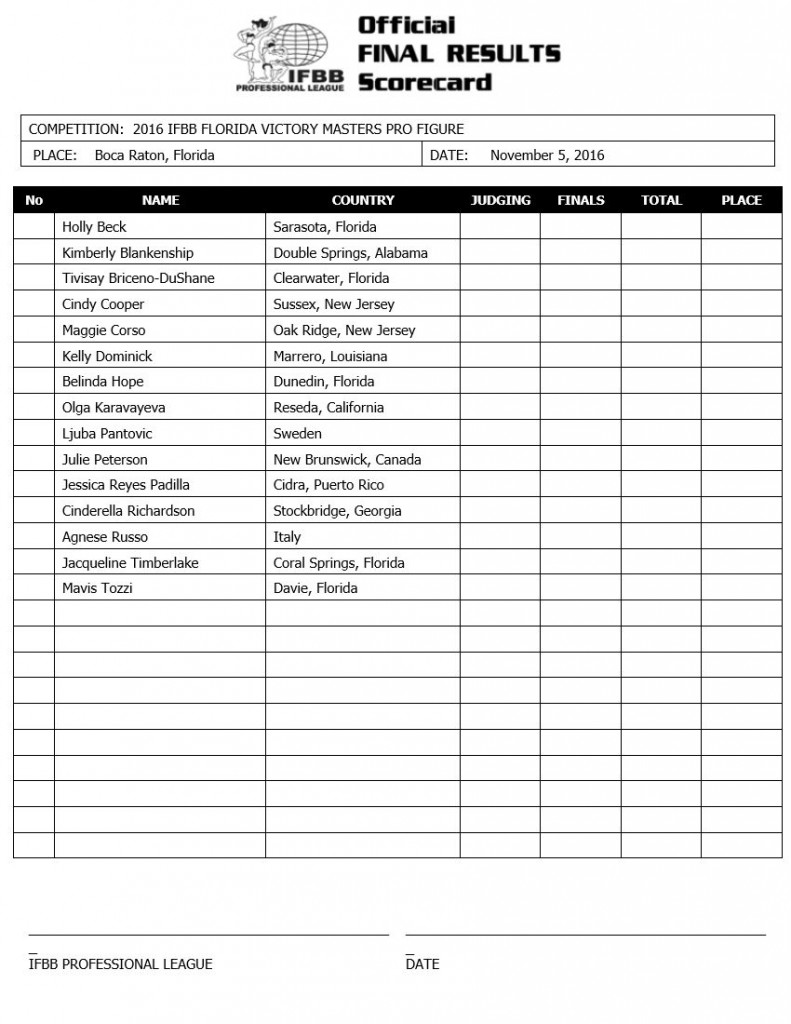 Official
FINAL RESULTS
Scorecard
IFBB
PROFESSIONAL LEAGUE
COMPETITION: 2016 IFBB FLORIDA VICTORY MASTERS PRO FIGURE
PLACE: Boca Raton, Florida DATE: November 5, 2016
No NAME COUNTRY JUDGING FINALS TOTAL PLACE
Holly Beck Sarasota, Florida
Kimberly Blankenship Double Springs, Alabama
Tivisay Briceno-DuShane Clearwater, Florida
Cindy Cooper Sussex, New Jersey
Maggie Corso Oak Ridge, New Jersey
Kelly Dominick Marrero, Louisiana
Belinda Hope Dunedin, Florida
Olga Karavayeva Reseda, California
Ljuba Pantovic Sweden
Julie Peterson New Brunswick, Canada
Jessica Reyes Padilla Cidra, Puerto Rico
Cinderella Richardson Stockbridge, Georgia
Agnese Russo Italy
Jacqueline Timberlake Coral Springs, Florida
Mavis Tozzi Davie, Florida
IFBB PROFESSIONAL LEAGUE DATE